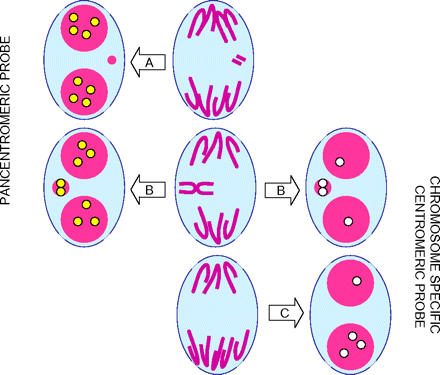 PANCENTROMERIC PROBE
A
B
B
C
CHROMOSOME SPECIFIC
CENTROMERIC PROBE